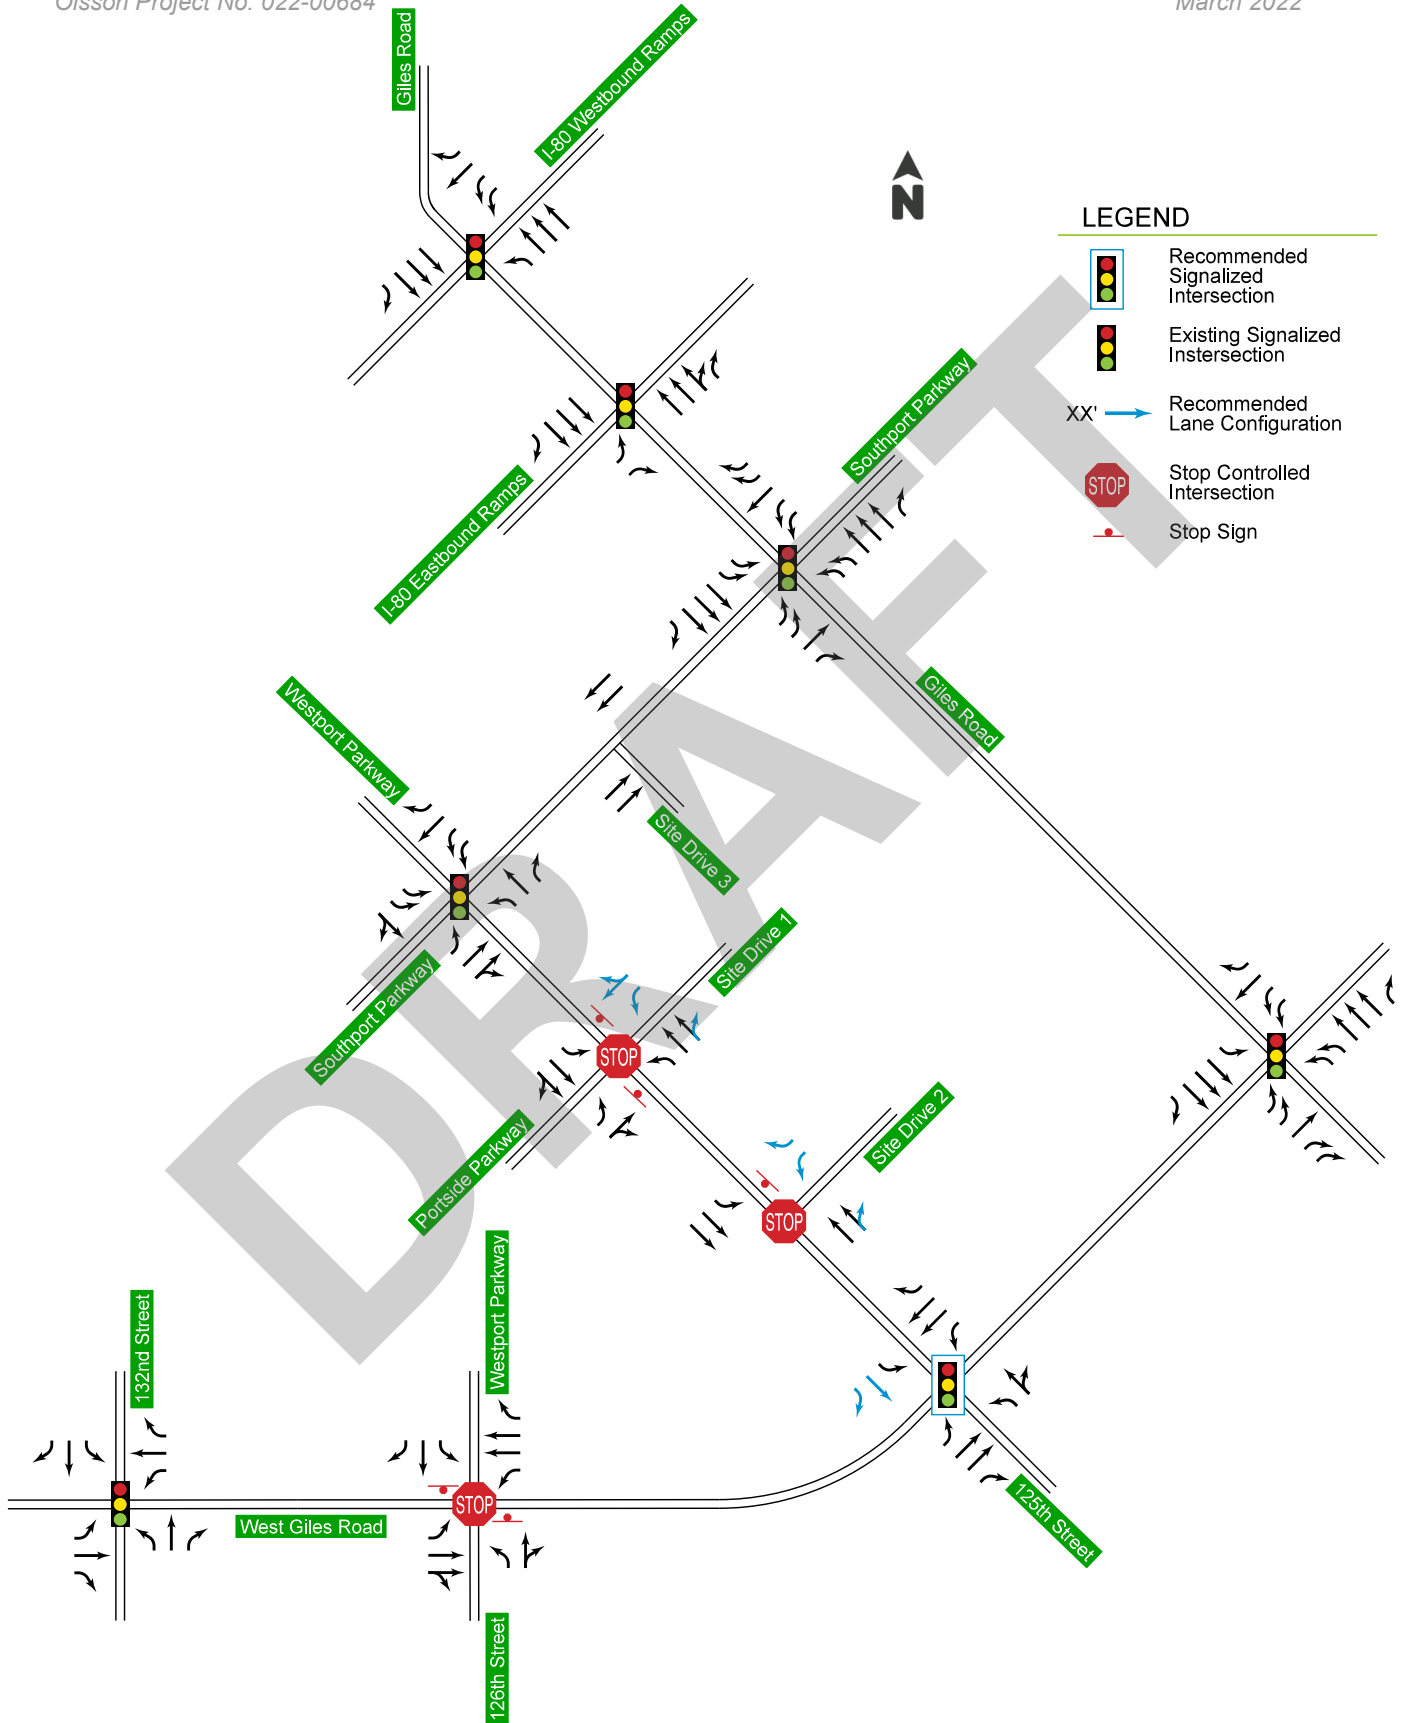 Olsson Project No. 022-00684
March 2022
Giles Road
I-80 Westbound Ramps
N
LEGEND
Recommended
Signalized
Intersection
Existing Signalized
Instersection
XX'
Recommended
Lane Configuration
STOP
Stop Controlled
Intersection
Stop Sign
Southport Parkway
I-80 Eastbound Ramps
Giles Road
Westport Parkway
Site Drive 3
Southport Parkway
Site Drive 1
STOP
Portside Parkway
Site Drive 2
STOP
132nd Street
Westport Parkway
STOP
West Giles Road
125th Street
126th Street
DRAFT